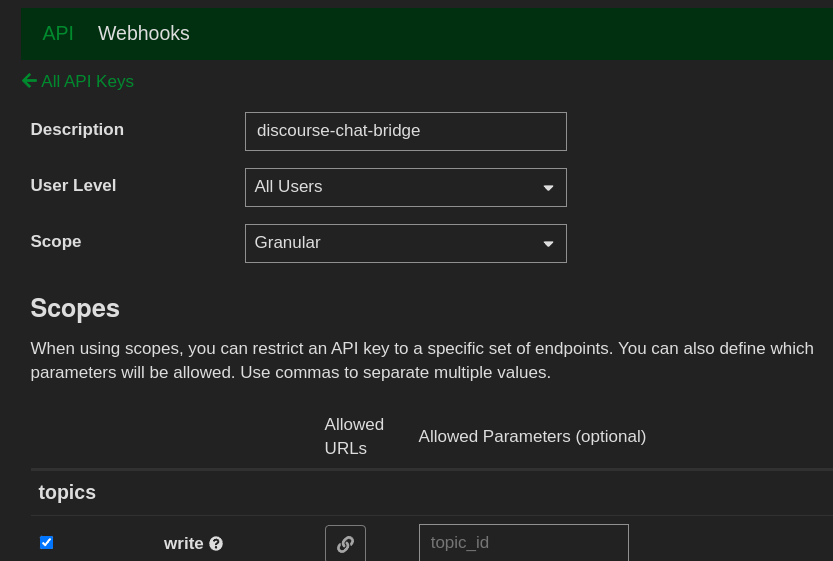 API Webhooks
All API Keys
Description discourse-chat-bridge
User Level All Users
Scope Granular
Scopes
When using scopes, you can restrict an API key to a specific set of endpoints. You can also define which
parameters will be allowed. Use commas to separate multiple values.
Allowed
URLs
Allowed Parameters (optional)
topics
write topic_id